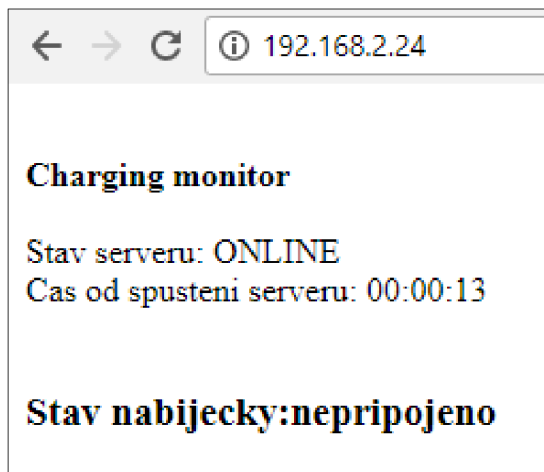 192.168.2.24
Charging monitor
Stav serveru: ONLINE
Cas od spusteni serveru: 00:00:13
Stav nabijecky:nepripojeno